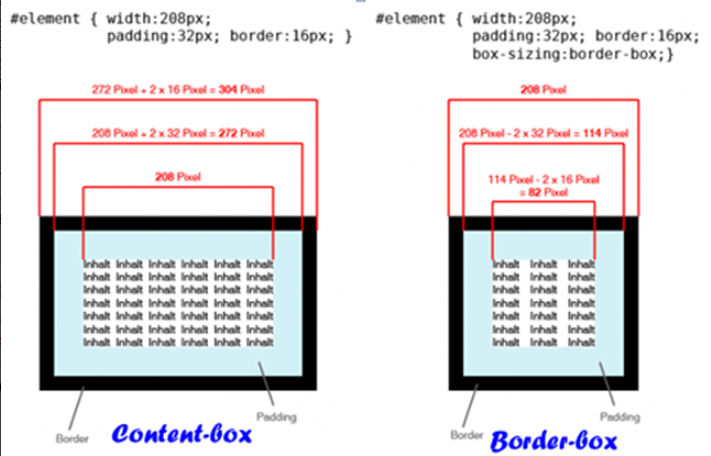 #element { width:208px;
padding:32px; border:16px; }
272 Pixel + 2 x 16 Pixel = 304 Pixel
208 Pixel + 2 x 32 Pixel = 272 Pixel
208 Pixel
Inhalt Inhalt Inhalt Inhalt Inhalt Inhalt
Inhalt Inhalt Inhalt Inhalt Inhalt Inhalt
Inhalt Inhalt Inhalt Inhalt Inhalt Inhalt
Inhalt Inhalt Inhalt Inhalt Inhalt Inhalt
Inhalt Inhalt Inhalt Inhalt Inhalt Inhalt
Inhalt Inhalt Inhalt Inhalt Inhalt Inhalt
Inhalt Inhalt Inhalt Inhalt Inhalt Inhalt
Padding
Border
Content-box
#element { width:208px;
padding:32px; border:16px;
box-sizing:border-box;}
208 Pixel
208 Pixel - 2 x 32 Pixel = 114 Pixel
114 Pixel - 2 x 16 Pixel
= 82 Pixel
Inhalt Inhalt Inhalt
Inhalt Inhalt Inhalt
Inhalt Inhalt Inhalt
Inhalt Inhalt Inhalt
Inhalt Inhalt Inhalt
Inhalt Inhalt Inhalt
Inhalt Inhalt Inhalt
Padding
Border
Border-box